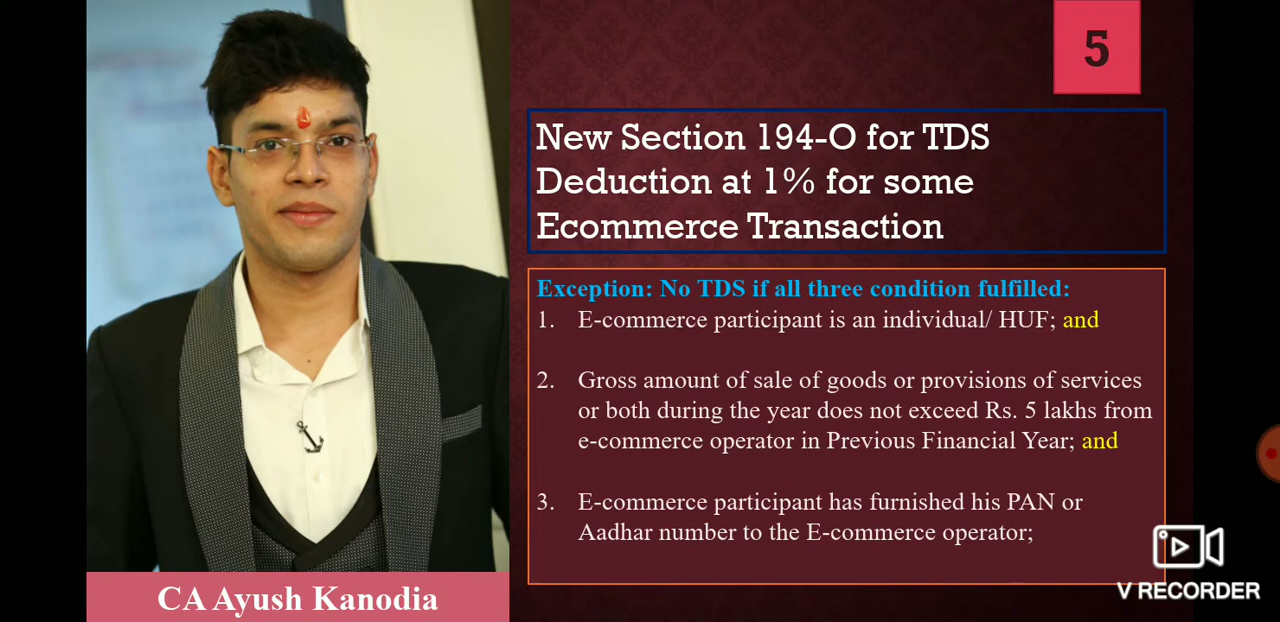 5
New Section 194-O for TDS
Deduction at 1% for some
Ecommerce Transaction
Exception: No TDS if all three condition fulfilled:
1. E-commerce participant is an individual/ HUF; and
2. Gross amount of sale of goods or provisions of services
or both during the year does not exceed Rs. 5 lakhs from
e-commerce operator in Previous Financial Year; and
3. E-commerce participant has furnished his PAN or
Aadhar number to the E-commerce operator;
CA Ayush Kanodia
V RECORDER